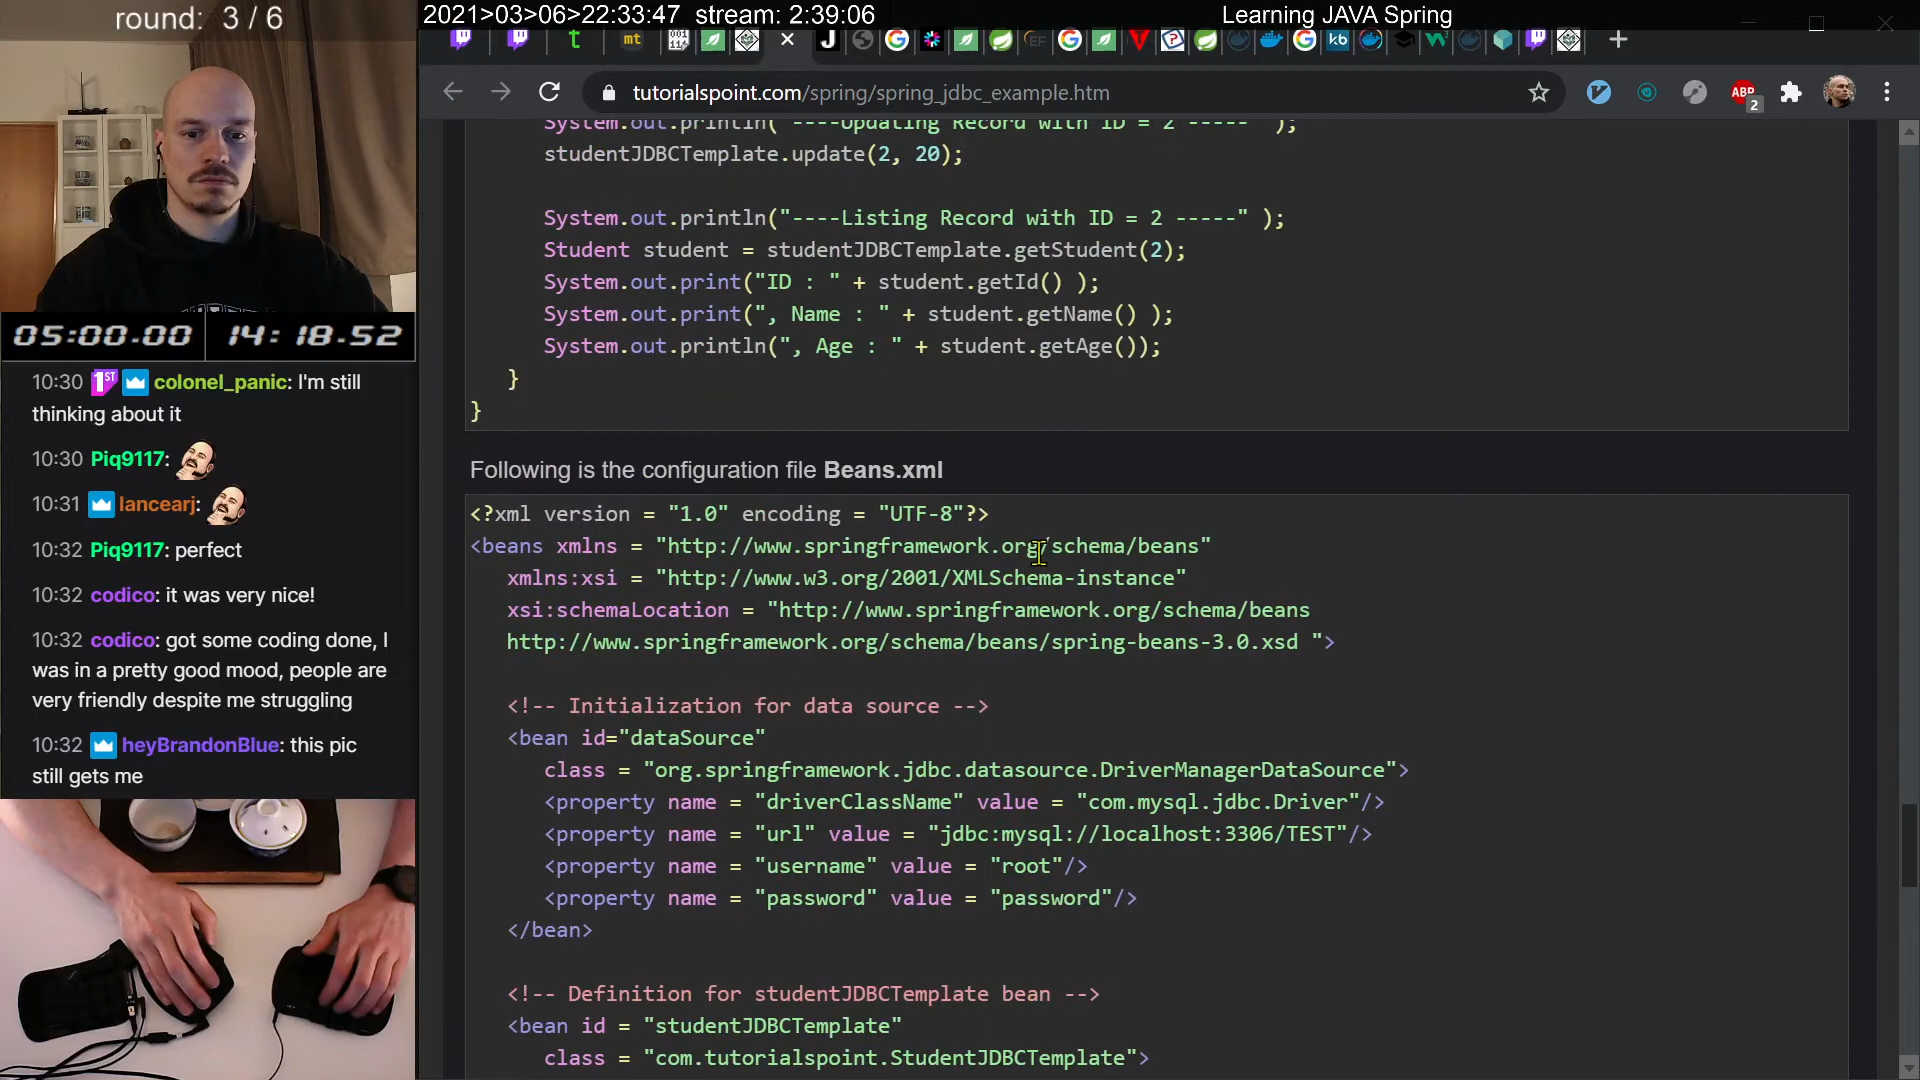 round: 3 / 6
2021>03>06>22:33:47 stream: 2:39:06
Learning JAVA Spring
tutorialspoint.com/spring/spring_jdbc_example.htm
ABP
2
System.out.println("----Updating Record with ID = 2 -----" );
studentJDBCTemplate.update(2, 20);
System.out.println("----Listing Record with ID = 2 -----" );
Student student = studentJDBCTemplate.getStudent(2);
System.out.print("ID : " + student.getId() );
System.out.print(", Name : " + student.getName() );
System.out.println(", Age : " + student.getAge());
}
}
Following is the configuration file Beans.xml
<?xml version = "1.0" encoding = "UTF-8"?>
<beans xmlns = "http://www.springframework.org/schema/beans"
xmlns:xsi = "http://www.w3.org/2001/XMLSchema-instance"
xsi:schemaLocation = "http://www.springframework.org/schema/beans
http://www.springframework.org/schema/beans/spring-beans-3.0.xsd ">
<!-- Initialization for data source -->
<bean id="dataSource"
class = "org.springframework.jdbc.datasource.DriverManagerDataSource">
<property name = "driverClassName" value = "com.mysql.jdbc.Driver"/>
<property name = "url" value = "jdbc:mysql://localhost:3306/TEST"/>
<property name = "username" value = "root"/>
<property name = "password" value = "password"/>
</bean>
<!-- Definition for studentJDBCTemplate bean -->
<bean id = "studentJDBCTemplate"
class = "com.tutorialspoint.StudentJDBCTemplate">
05:00.00
14:18.52
10:30 1ST colonel_panic: I'm still
thinking about it
10:30 Piq9117:
10:31 lancearj:
10:32 Piq9117: perfect
10:32 codico: it was very nice!
10:32 codico: got some coding done, I
was in a pretty good mood, people are
very friendly despite me struggling
10:32 heyBrandonBlue: this pic
still gets me